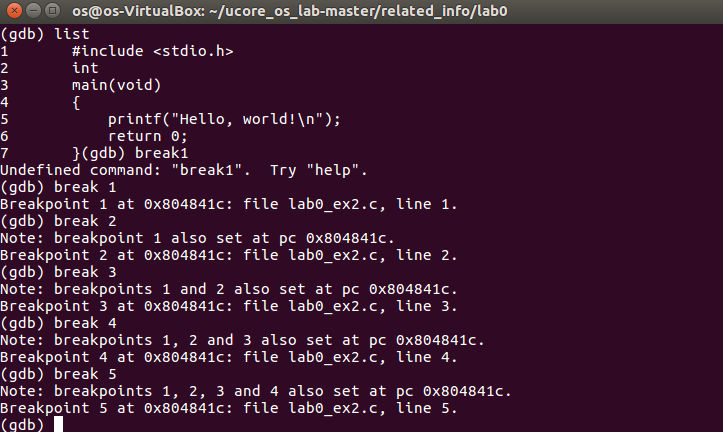 os@os-VirtualBox: ~/ucore_os_lab-master/related_info/lab0
(gdb) list
1       #include <stdio.h>
2       int
3       main(void)
4       {
5           printf("Hello, world!\n");
6           return 0;
7       }(gdb) break1
Undefined command: "break1".  Try "help".
(gdb) break 1
Breakpoint 1 at 0x804841c: file lab0_ex2.c, line 1.
(gdb) break 2
Note: breakpoint 1 also set at pc 0x804841c.
Breakpoint 2 at 0x804841c: file lab0_ex2.c, line 2.
(gdb) break 3
Note: breakpoints 1 and 2 also set at pc 0x804841c.
Breakpoint 3 at 0x804841c: file lab0_ex2.c, line 3.
(gdb) break 4
Note: breakpoints 1, 2 and 3 also set at pc 0x804841c.
Breakpoint 4 at 0x804841c: file lab0_ex2.c, line 4.
(gdb) break 5
Note: breakpoints 1, 2, 3 and 4 also set at pc 0x804841c.
Breakpoint 5 at 0x804841c: file lab0_ex2.c, line 5.
(gdb)